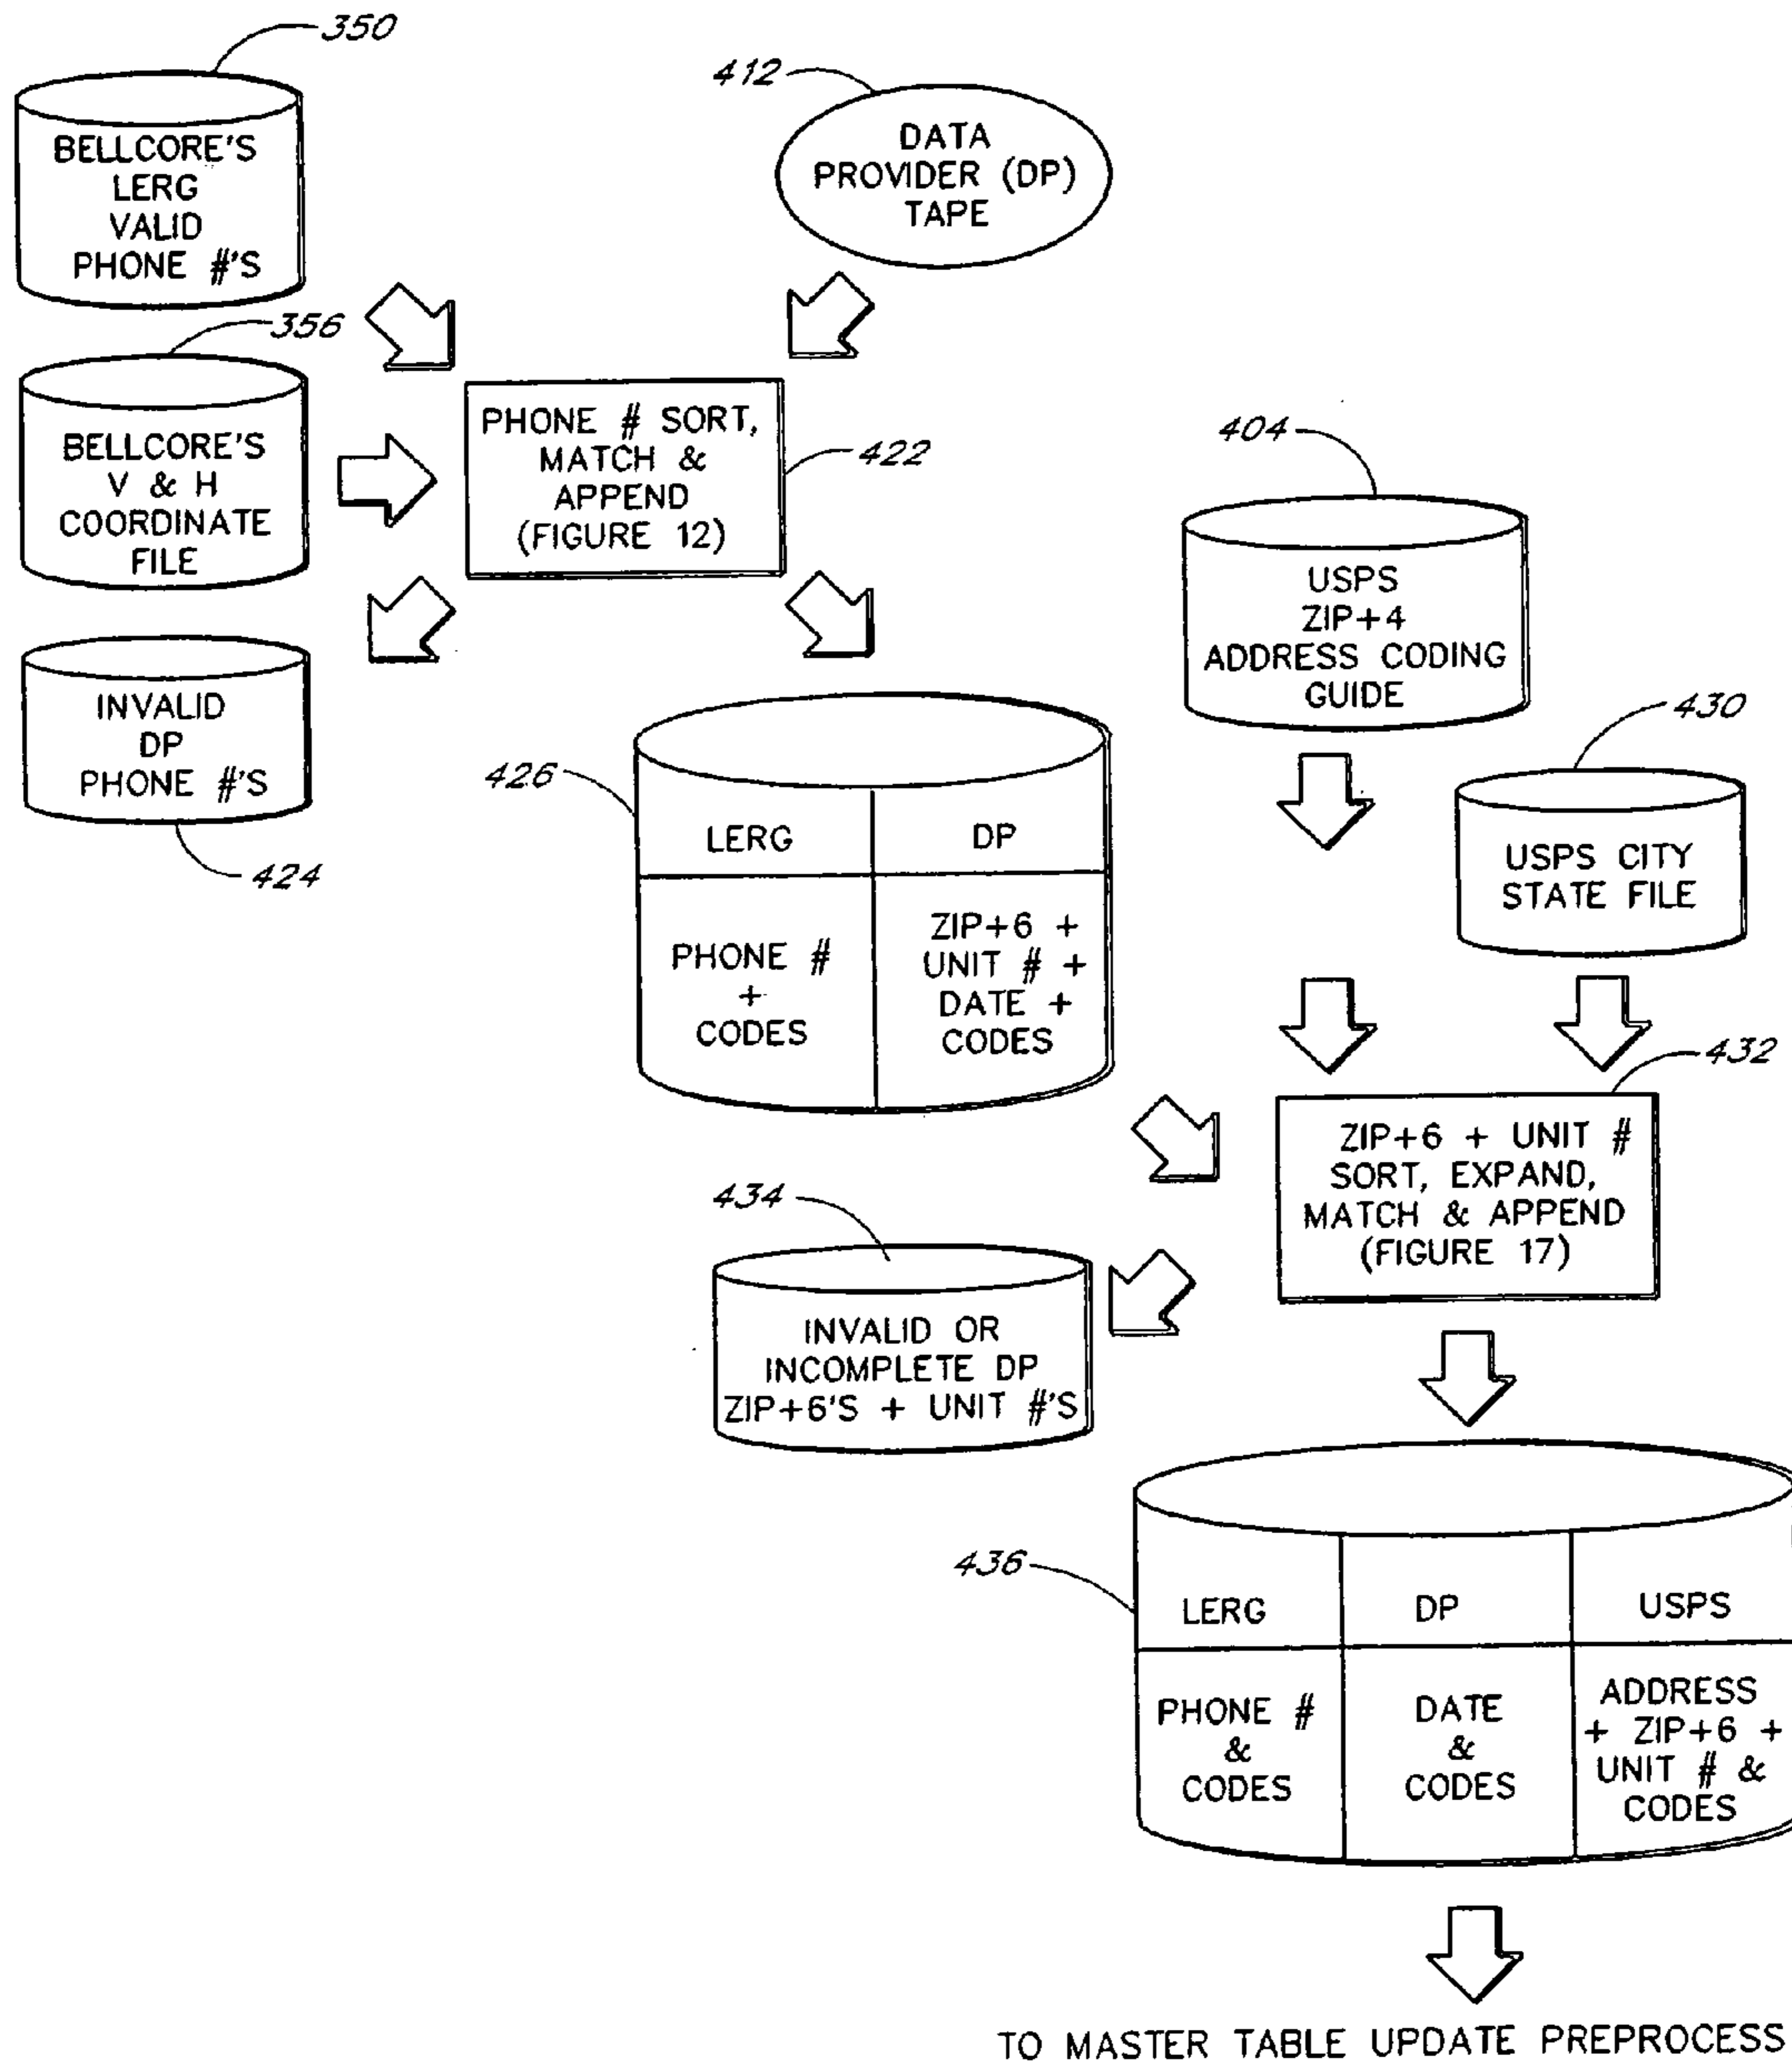 350
BELLCORE'S
LERG
VALID
PHONE #'S
412
DATA
PROVIDER (DP)
TAPE
356
BELLCORE'S
V & H
COORDINATE
FILE
PHONE # SORT,
MATCH &
APPEND
(FIGURE 12)
422
404
USPS
ZIP+4
ADDRESS CODING
GUIDE
INVALID
DP
PHONE #'S
424
426
LERG
DP
PHONE #
+
CODES
ZIP+6 +
UNIT # +
DATE +
CODES
430
USPS CITY
STATE FILE
432
ZIP+6 + UNIT #
SORT, EXPAND,
MATCH & APPEND
(FIGURE 17)
434
INVALID OR
INCOMPLETE DP
ZIP+6'S + UNIT #'S
436
LERG
DP
USPS
PHONE #
&
CODES
DATE
&
CODES
ADDRESS
+ ZIP+6 +
UNIT # &
CODES
TO MASTER TABLE UPDATE PREPROCESS